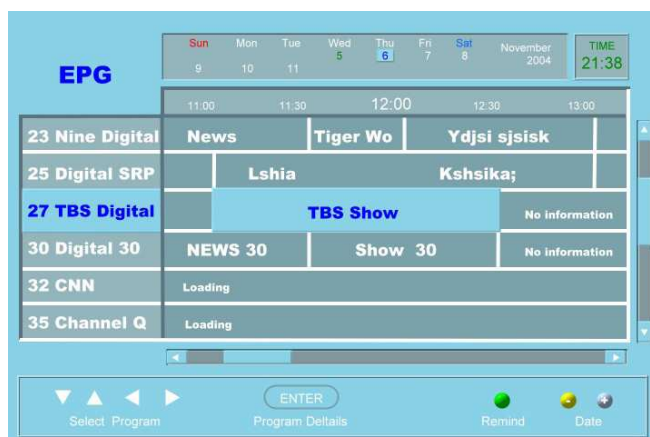 EPG
Sun Mon Tue Wed Thu Fri Sat November TIME
9 10 11 5 6 7 8 2004 21:38
11:00 11:30 12:00 12:30 13:00
23 Nine Digital News Tiger Wo Ydjsi sjsisk
25 Digital SRP Lshia Kshsika;
27 TBS Digital TBS Show No information
30 Digital 30 NEWS 30 Show 30 No information
32 CNN Loading
35 Channel Q Loading
ENTER - +
Select Program Program Deltails Remind Date